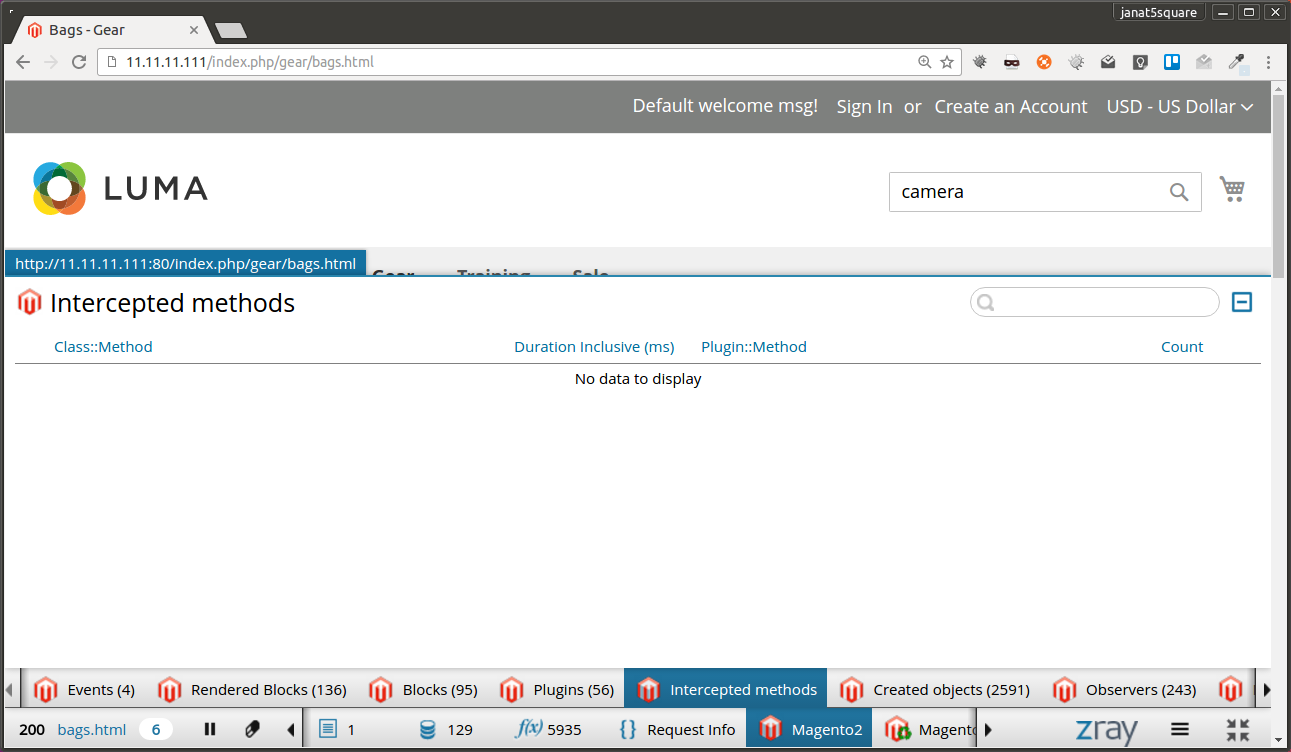 janat5square
Bags - Gear
11.11.11.111/index.php/gear/bags.html
Default welcome msg! Sign In or Create an Account USD - US Dollar
LUMA
camera
http://11.11.11.111:80/index.php/gear/bags.html Gear Training Sale
Intercepted methods
Class::Method Duration Inclusive (ms) Plugin::Method Count
No data to display
Events (4) Rendered Blocks (136) Blocks (95) Plugins (56) Intercepted methods Created objects (2591) Observers (243)
200 bags.html 6 1 129 f(x) 5935 {} Request Info Magento2 Magento zray